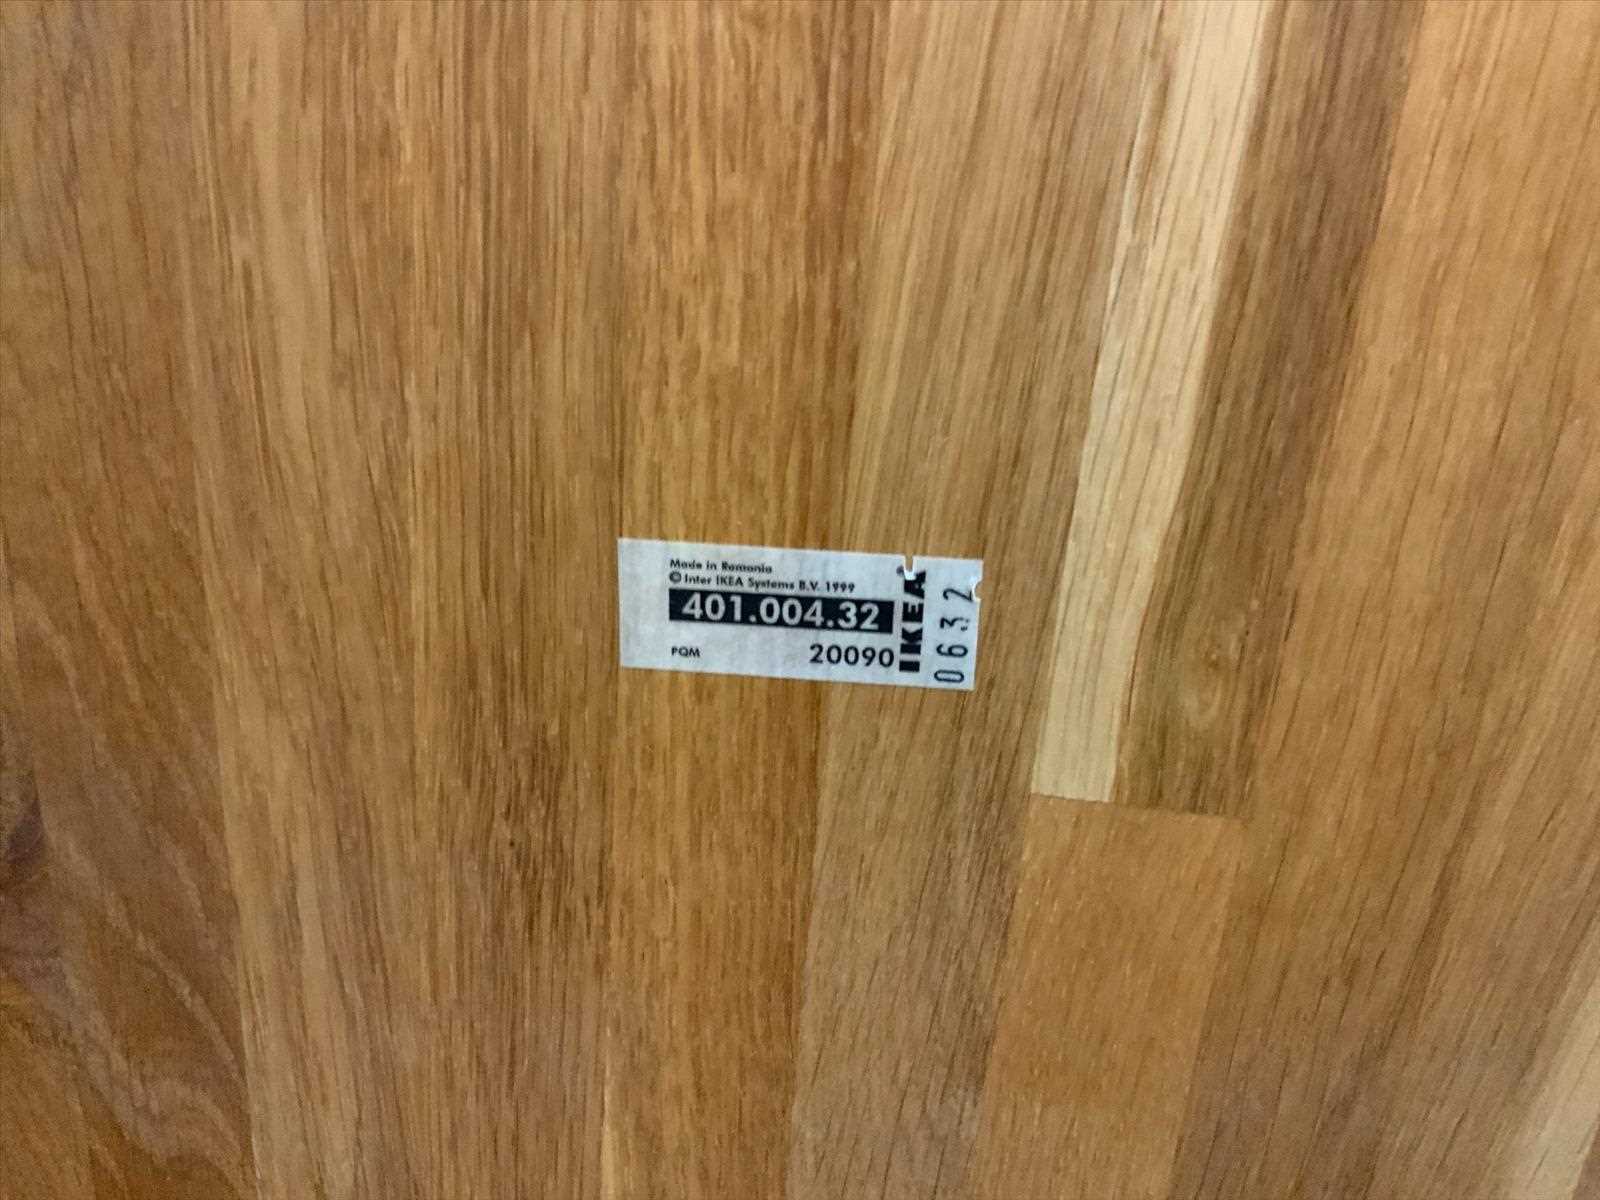 Made in Romania
© Inter IKEA Systems B.V. 1999
401.004.32
PQM 20090
IKEA
0632